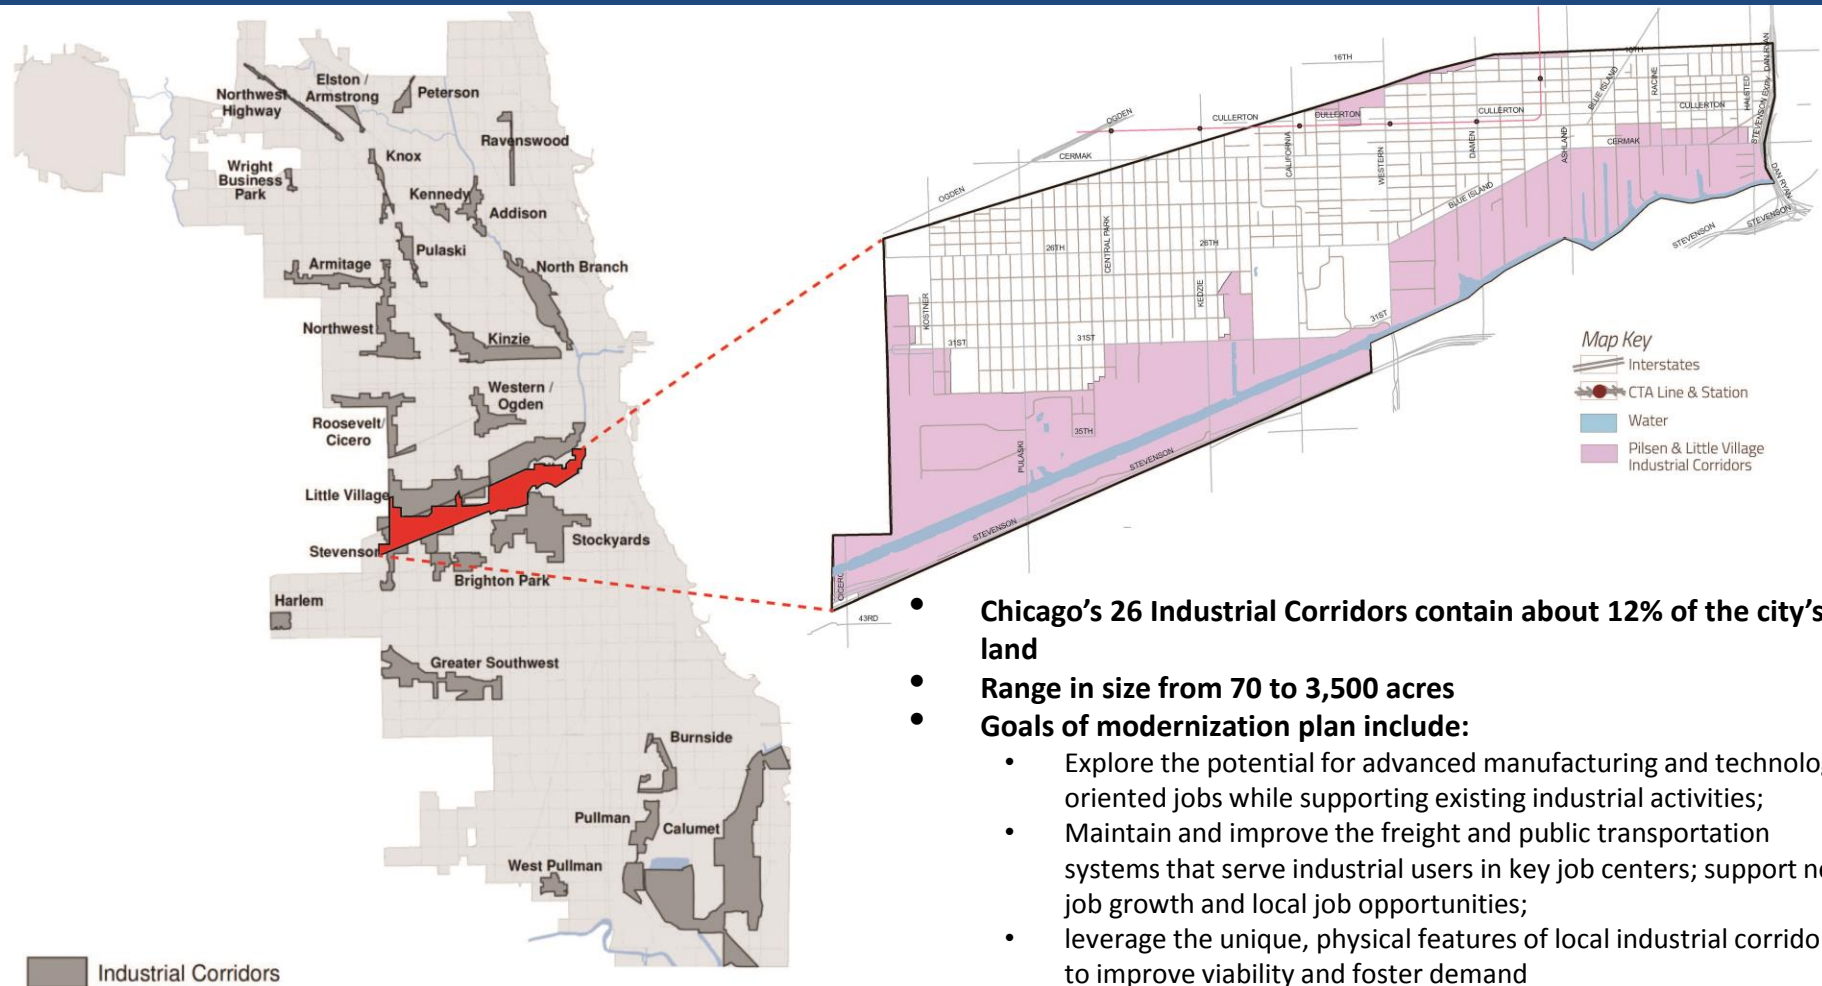 Northwest
Highway
Elston /
Armstrong
Peterson
Ravenswood
Wright
Business
Park
Knox
Kennedy
Addison
Pulaski
Armitage
North Branch
Northwest
Kinzie
Western /
Ogden
Roosevelt/
Cicero
Little Village
Stevenson
Stockyards
Brighton Park
Harlem
Greater Southwest
Burnside
Pullman
Calumet
West Pullman
Industrial Corridors
16TH
16TH
OGDEN
CULLERTON
CULLERTON
CULLERTON
CULLERTON
CERMAK
CERMAK
OGDEN
CALIFORNIA
WESTERN
DAMEN
ASHLAND
BLUE ISLAND
BLUE ISLAND
RACINE
HALSTED
STEVENSON EXPY
DAN RYAN
DAN RYAN
STEVENSON
STEVENSON
26TH
26TH
CENTRAL PARK
KEDZIE
KOSTNER
31ST
31ST
31ST
35TH
PULASKI
STEVENSON
STEVENSON
CICERO
43RD
Map Key
Interstates
CTA Line & Station
Water
Pilsen & Little Village
Industrial Corridors
• Chicago’s 26 Industrial Corridors contain about 12% of the city’s
land
• Range in size from 70 to 3,500 acres
• Goals of modernization plan include:
• Explore the potential for advanced manufacturing and technolog
oriented jobs while supporting existing industrial activities;
• Maintain and improve the freight and public transportation
systems that serve industrial users in key job centers; support ne
job growth and local job opportunities;
• leverage the unique, physical features of local industrial corrido
to improve viability and foster demand